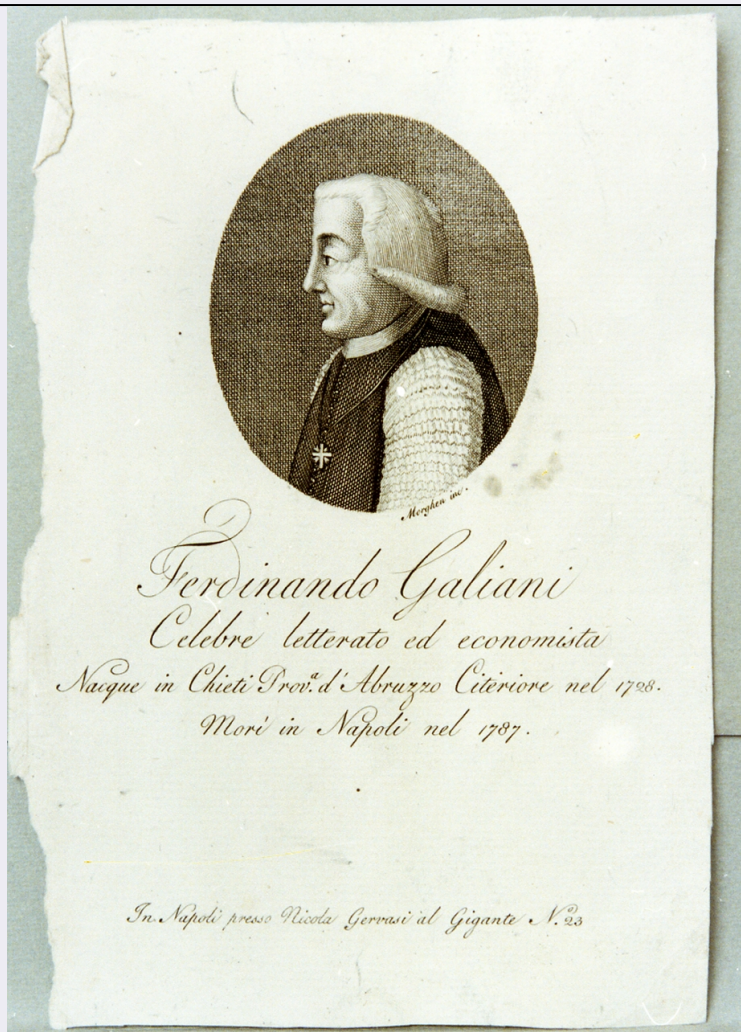 Morghen inc.
Ferdinando Galiani
Celebre letterato ed economista
Nacque in Chieti Prov.ª d'Abruzzo Citeriore nel 1728.
Morì in Napoli nel 1787.
In Napoli presso Nicola Gervasi al Gigante N.º 23